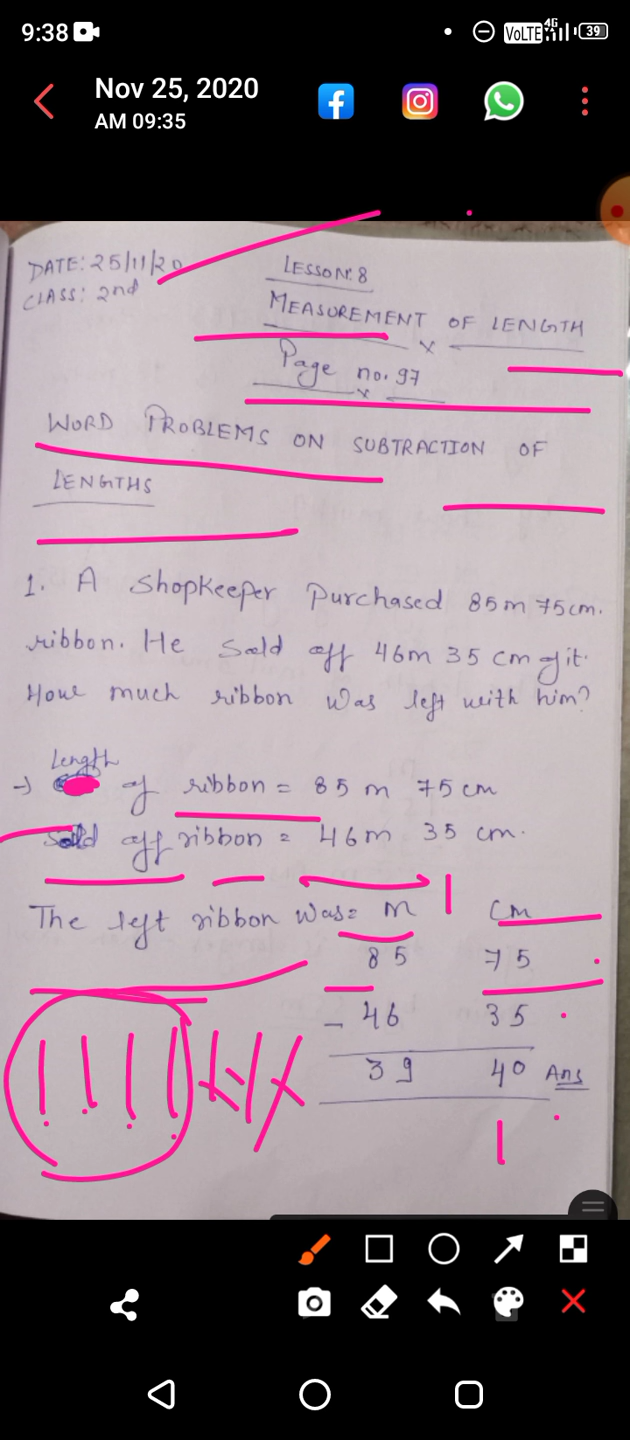 9:38
VoLTE 4G 39
Nov 25, 2020
AM 09:35
DATE: 25/11/20
CLASS: 2nd
LESSON: 8
MEASUREMENT OF LENGTH
Page no. 97
WORD PROBLEMS ON SUBTRACTION OF
LENGTHS
1. A Shopkeeper Purchased 85m 75cm.
ribbon. He Sold off 46m 35 cm of it.
How much ribbon was left with him?
Length
→ of ribbon = 85 m 75 cm
Sold off ribbon = 46m 35 cm.
The left ribbon was = m cm
85 75
- 46 35
39 40 Ans